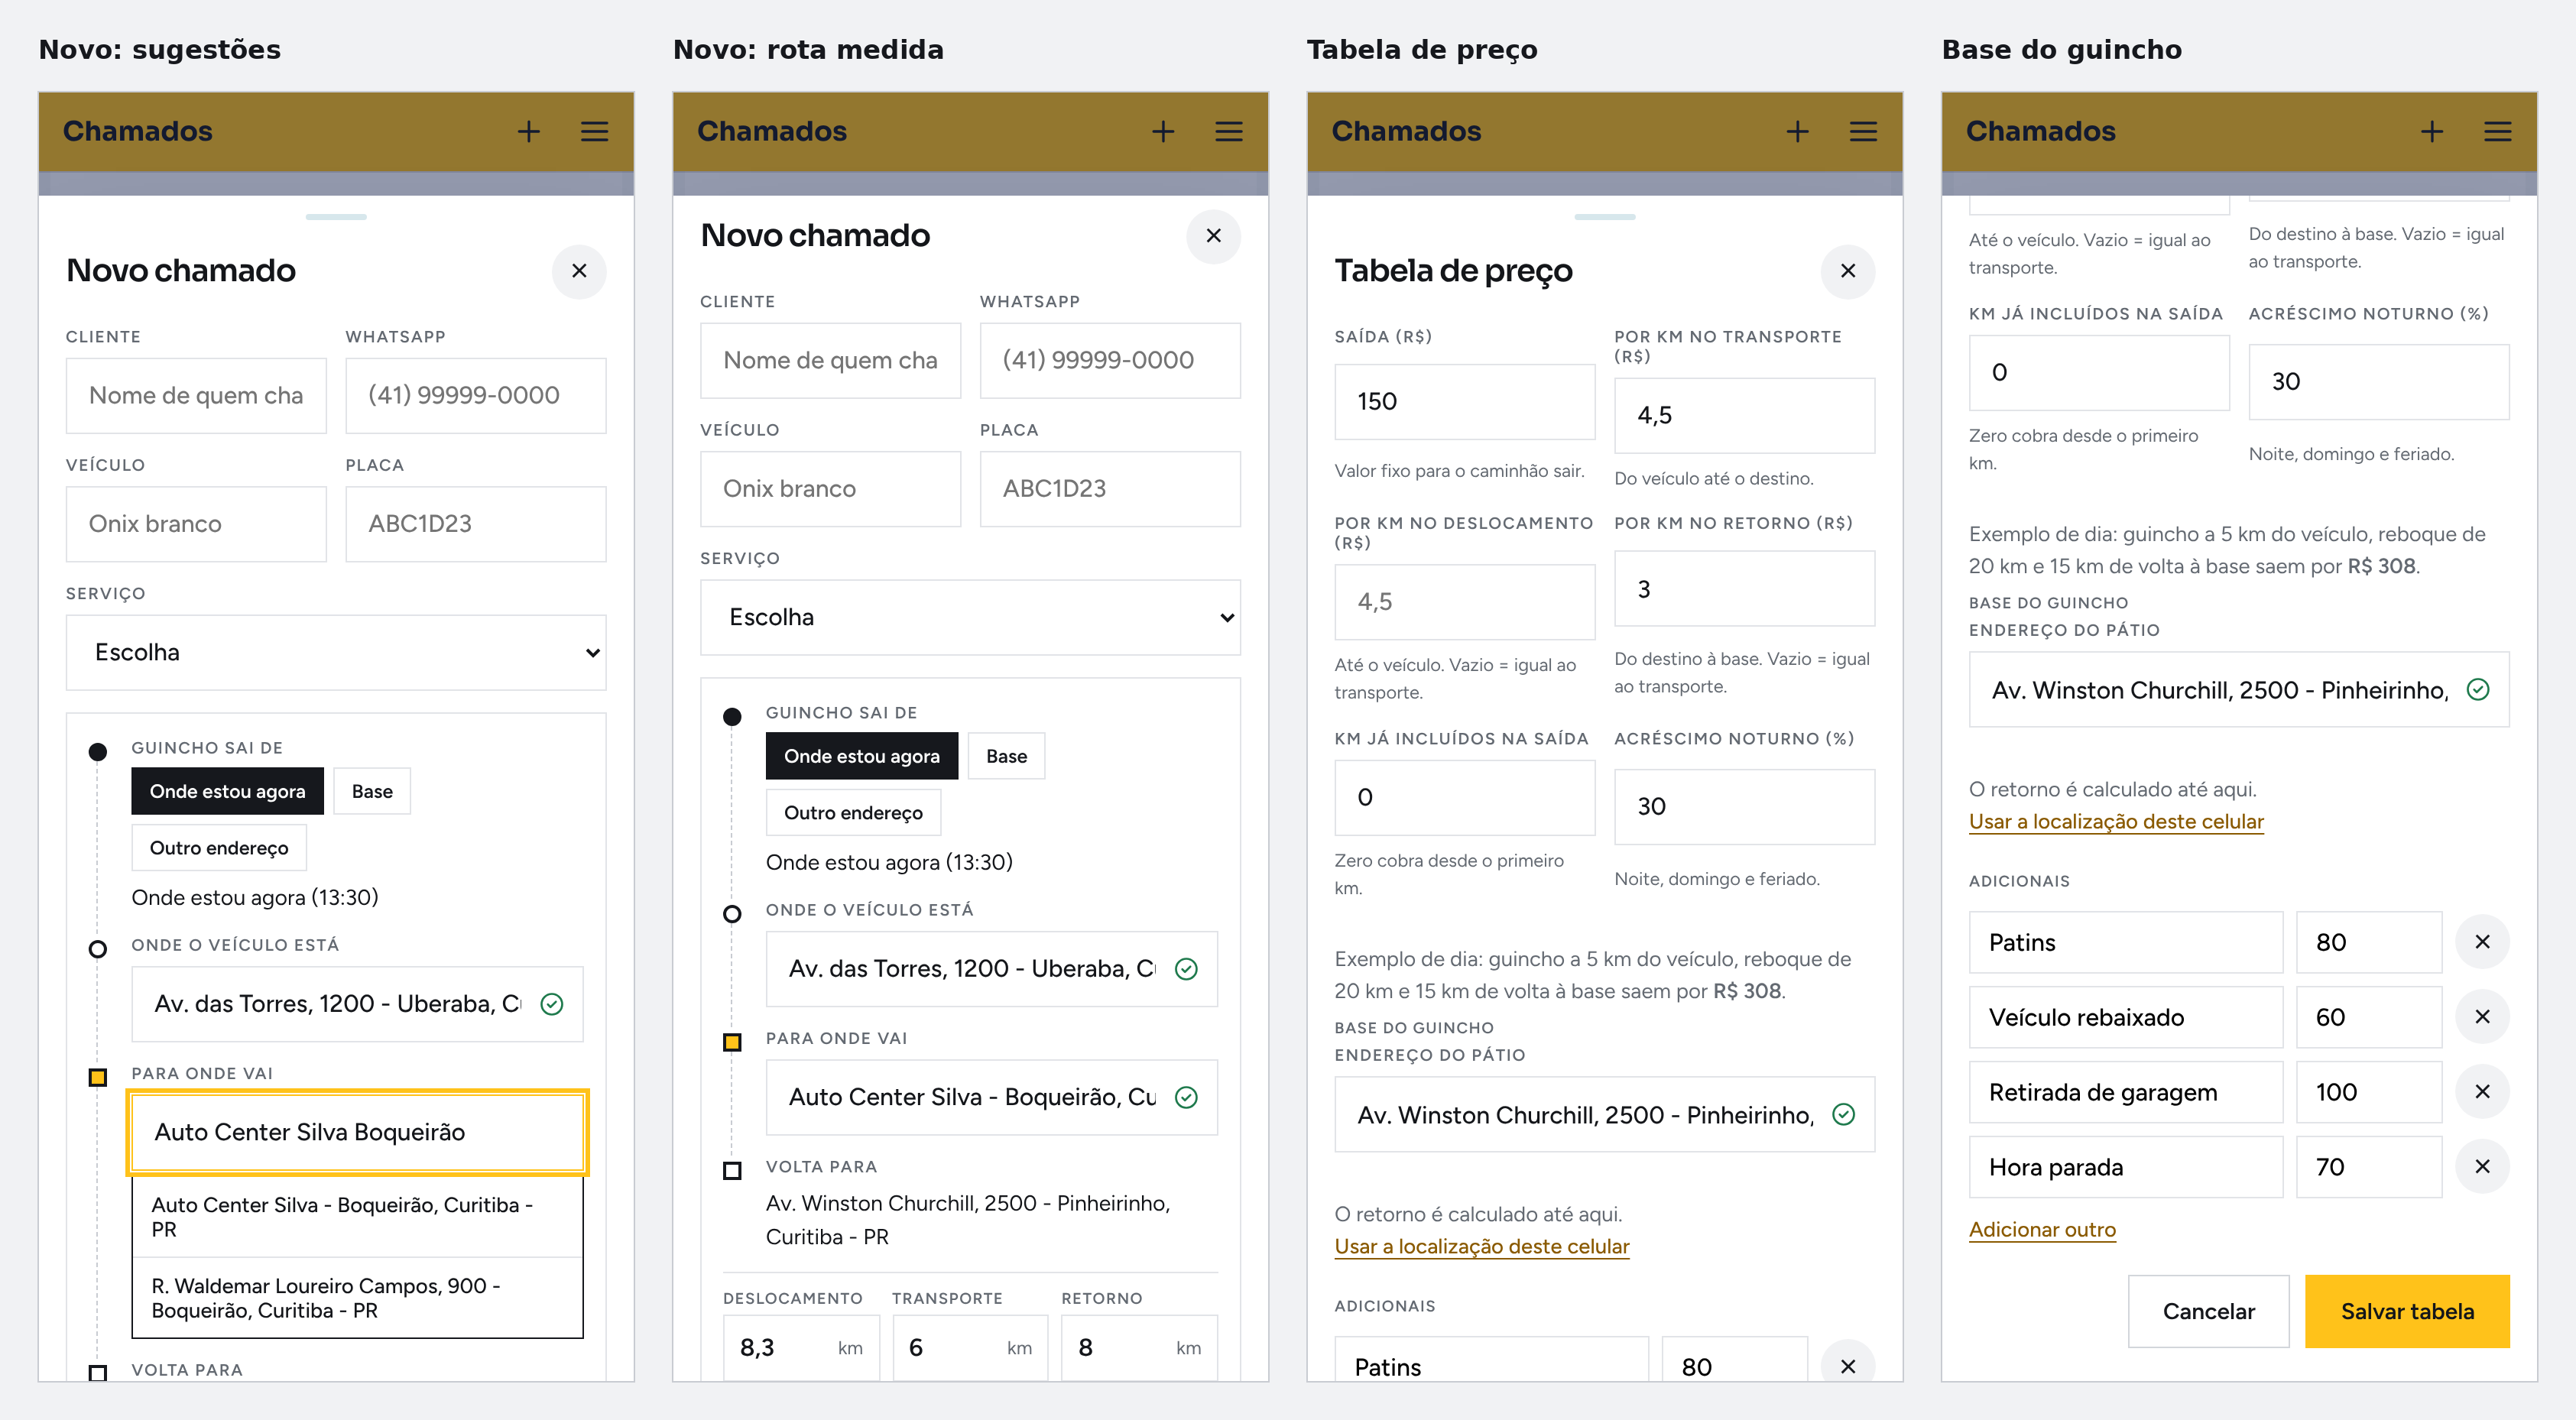 Novo: sugestões
Chamados
Novo chamado
CLIENTE
WHATSAPP
Nome de quem cha
(41) 99999-0000
VEÍCULO
PLACA
Onix branco
ABC1D23
SERVIÇO
Escolha
GUINCHO SAI DE
Onde estou agora
Base
Outro endereço
Onde estou agora (13:30)
ONDE O VEÍCULO ESTÁ
Av. das Torres, 1200 - Uberaba, C
PARA ONDE VAI
Auto Center Silva Boqueirão
Auto Center Silva - Boqueirão, Curitiba -
PR
R. Waldemar Loureiro Campos, 900 -
Boqueirão, Curitiba - PR
VOLTA PARA
Novo: rota medida
Chamados
Novo chamado
CLIENTE
WHATSAPP
Nome de quem cha
(41) 99999-0000
VEÍCULO
PLACA
Onix branco
ABC1D23
SERVIÇO
Escolha
GUINCHO SAI DE
Onde estou agora
Base
Outro endereço
Onde estou agora (13:30)
ONDE O VEÍCULO ESTÁ
Av. das Torres, 1200 - Uberaba, C
PARA ONDE VAI
Auto Center Silva - Boqueirão, Cu
VOLTA PARA
Av. Winston Churchill, 2500 - Pinheirinho,
Curitiba - PR
DESLOCAMENTO
TRANSPORTE
RETORNO
8,3 km
6 km
8 km
Tabela de preço
Chamados
Tabela de preço
SAÍDA (R$)
150
Valor fixo para o caminhão sair.
POR KM NO TRANSPORTE
(R$)
4,5
Do veículo até o destino.
POR KM NO DESLOCAMENTO
(R$)
4,5
Até o veículo. Vazio = igual ao
transporte.
POR KM NO RETORNO (R$)
3
Do destino à base. Vazio = igual
ao transporte.
KM JÁ INCLUÍDOS NA SAÍDA
0
Zero cobra desde o primeiro
km.
ACRÉSCIMO NOTURNO (%)
30
Noite, domingo e feriado.
Exemplo de dia: guincho a 5 km do veículo, reboque de
20 km e 15 km de volta à base saem por R$ 308.
BASE DO GUINCHO
ENDEREÇO DO PÁTIO
Av. Winston Churchill, 2500 - Pinheirinho,
O retorno é calculado até aqui.
Usar a localização deste celular
ADICIONAIS
Patins
80
Base do guincho
Chamados
Até o veículo. Vazio = igual ao
transporte.
Do destino à base. Vazio = igual
ao transporte.
KM JÁ INCLUÍDOS NA SAÍDA
0
Zero cobra desde o primeiro
km.
ACRÉSCIMO NOTURNO (%)
30
Noite, domingo e feriado.
Exemplo de dia: guincho a 5 km do veículo, reboque de
20 km e 15 km de volta à base saem por R$ 308.
BASE DO GUINCHO
ENDEREÇO DO PÁTIO
Av. Winston Churchill, 2500 - Pinheirinho,
O retorno é calculado até aqui.
Usar a localização deste celular
ADICIONAIS
Patins
80
Veículo rebaixado
60
Retirada de garagem
100
Hora parada
70
Adicionar outro
Cancelar
Salvar tabela